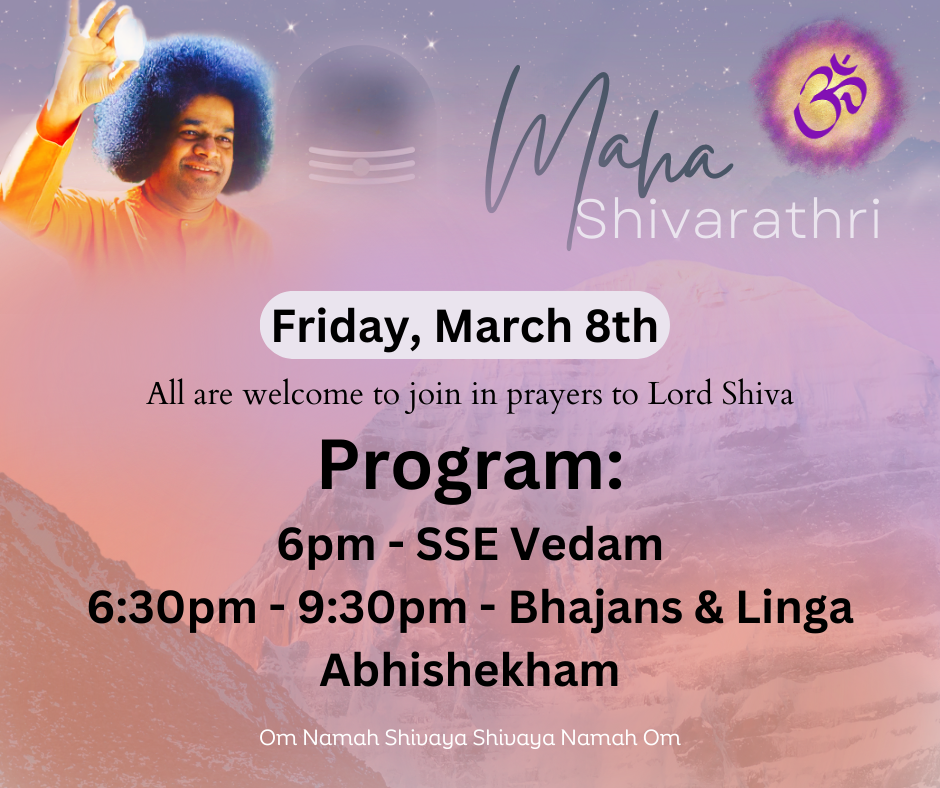 ॐ
Maha
Shivarathri
Friday, March 8th
All are welcome to join in prayers to Lord Shiva
Program:
6pm - SSE Vedam
6:30pm - 9:30pm - Bhajans & Linga
Abhishekham
Om Namah Shivaya Shivaya Namah Om